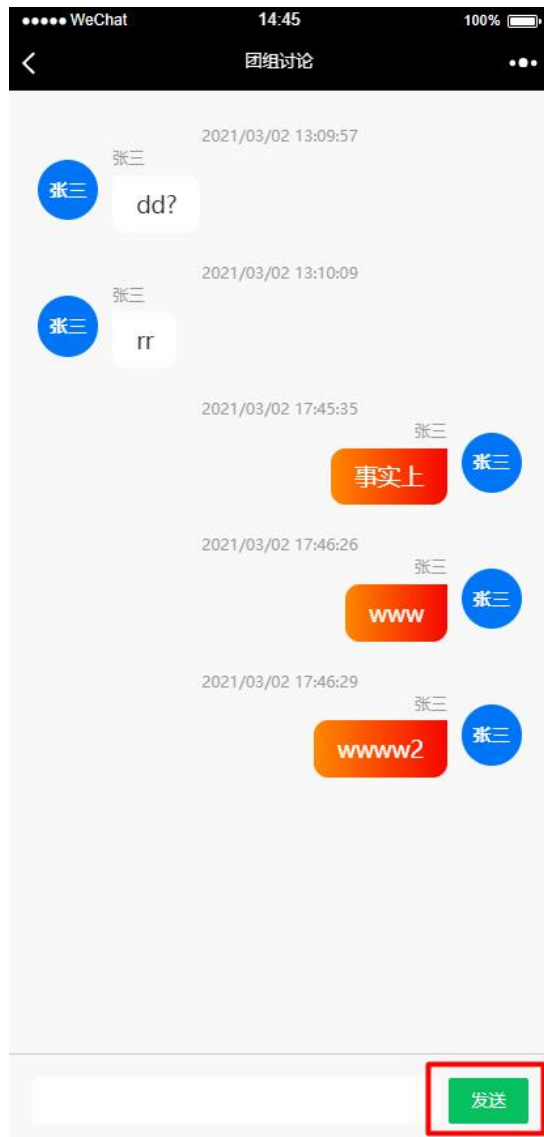 WeChat 14:45 100%
团组讨论
2021/03/02 13:09:57
张三
张三
dd?
2021/03/02 13:10:09
张三
张三
rr
2021/03/02 17:45:35
张三
张三
事实上
2021/03/02 17:46:26
张三
张三
www
2021/03/02 17:46:29
张三
张三
wwww2
发送